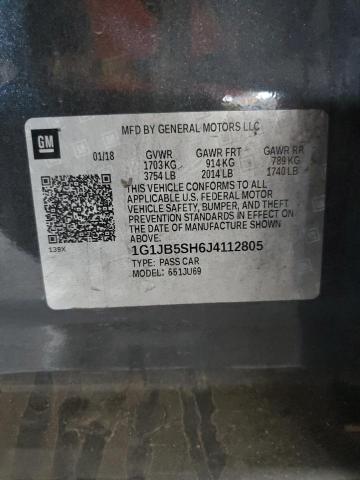 GM
MFD BY GENERAL MOTORS LLC
01/18 GVWR GAWR FRT GAWR RR
1703 KG 914 KG 789 KG
3754 LB 2014 LB 1740 LB
THIS VEHICLE CONFORMS TO ALL
APPLICABLE U.S. FEDERAL MOTOR
VEHICLE SAFETY, BUMPER, AND THEFT
PREVENTION STANDARDS IN EFFECT ON
THE DATE OF MANUFACTURE SHOWN
ABOVE.
139X
1G1JB5SH6J4112805
TYPE: PASS CAR
MODEL: 651JU69